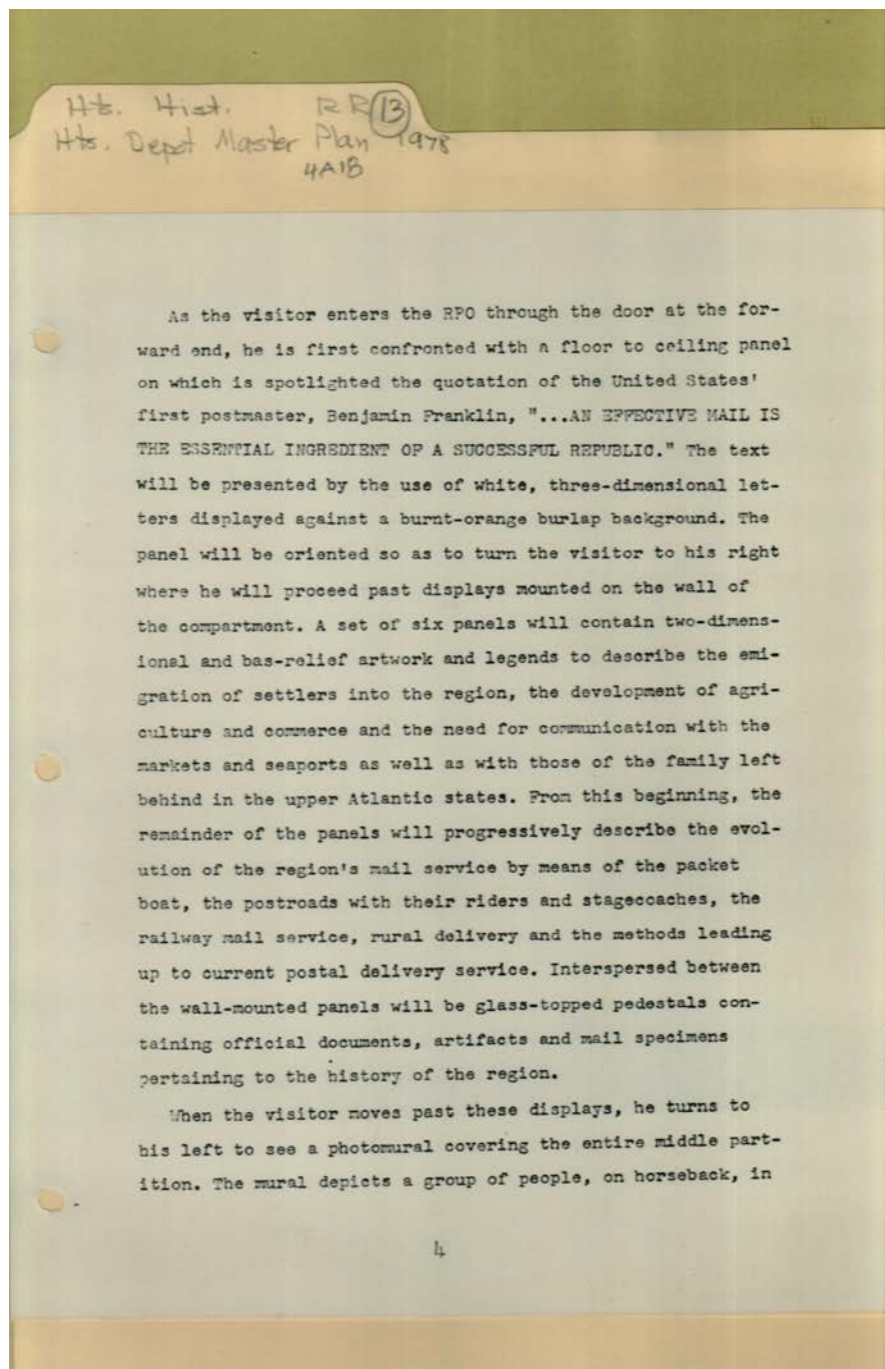 Hts. Hist. RR 13
Hts. Depot Master Plan 1978
4A1B
As the visitor enters the RPO through the door at the for-
ward end, he is first confronted with a floor to ceiling panel
on which is spotlighted the quotation of the United States'
first postmaster, Benjamin Franklin, "...AN EFFECTIVE MAIL IS
THE ESSENTIAL INGREDIENT OF A SUCCESSFUL REPUBLIC." The text
will be presented by the use of white, three-dimensional let-
ters displayed against a burnt-orange burlap background. The
panel will be oriented so as to turn the visitor to his right
where he will proceed past displays mounted on the wall of
the compartment. A set of six panels will contain two-dimens-
ional and bas-relief artwork and legends to describe the emi-
gration of settlers into the region, the development of agri-
culture and commerce and the need for communication with the
markets and seaports as well as with those of the family left
behind in the upper Atlantic states. From this beginning, the
remainder of the panels will progressively describe the evol-
ution of the region's mail service by means of the packet
boat, the postroads with their riders and stagecoaches, the
railway mail service, rural delivery and the methods leading
up to current postal delivery service. Interspersed between
the wall-mounted panels will be glass-topped pedestals con-
taining official documents, artifacts and mail specimens
pertaining to the history of the region.
When the visitor moves past these displays, he turns to
his left to see a photomural covering the entire middle part-
ition. The mural depicts a group of people, on horseback, in
4